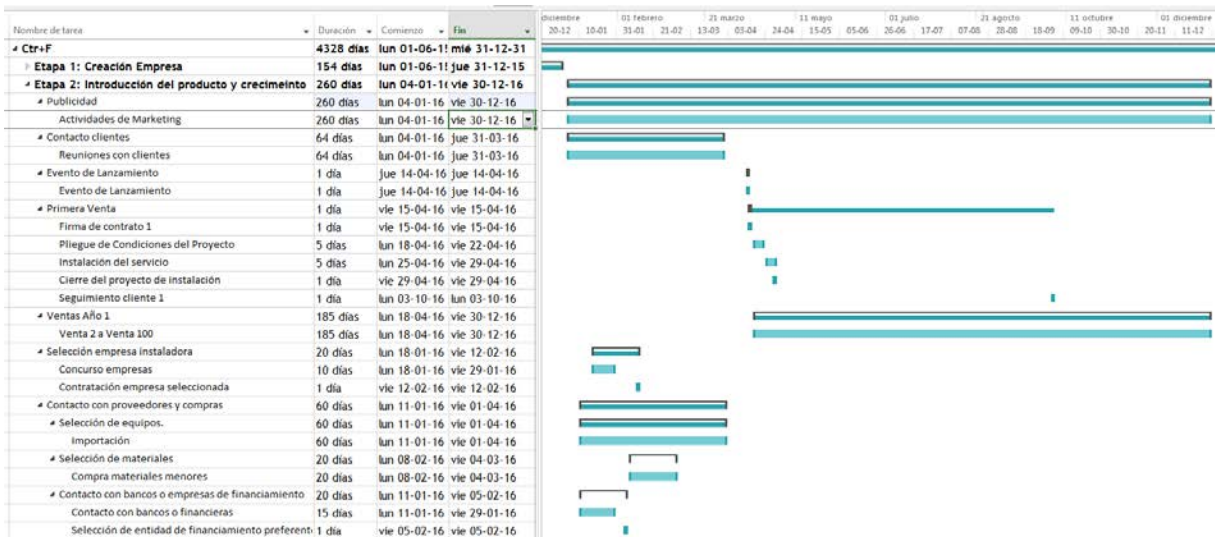 diciembre 01 febrero 21 marzo 11 mayo 01 julio 21 agosto 11 octubre 01 diciembre
Nombre de tarea Duración Comienzo Fin 20-12 10-01 31-01 21-02 13-03 03-04 24-04 15-05 05-06 26-06 17-07 07-08 28-08 18-09 09-10 30-10 20-11 11-12
Ctr+F 4328 días lun 01-06-1 mié 31-12-31
Etapa 1: Creación Empresa 154 días lun 01-06-1 jue 31-12-15
Etapa 2: Introducción del producto y crecimeinto 260 días lun 04-01-1 vie 30-12-16
Publicidad 260 días lun 04-01-16 vie 30-12-16
Actividades de Marketing 260 días lun 04-01-16 vie 30-12-16
Contacto clientes 64 días lun 04-01-16 jue 31-03-16
Reuniones con clientes 64 días lun 04-01-16 jue 31-03-16
Evento de Lanzamiento 1 día jue 14-04-16 jue 14-04-16
Evento de Lanzamiento 1 día jue 14-04-16 jue 14-04-16
Primera Venta 1 día vie 15-04-16 vie 15-04-16
Firma de contrato 1 1 día vie 15-04-16 vie 15-04-16
Pliegue de Condiciones del Proyecto 5 días lun 18-04-16 vie 22-04-16
Instalación del servicio 5 días lun 25-04-16 vie 29-04-16
Cierre del proyecto de instalación 1 día vie 29-04-16 vie 29-04-16
Seguimiento cliente 1 1 día lun 03-10-16 lun 03-10-16
Ventas Año 1 185 días lun 18-04-16 vie 30-12-16
Venta 2 a Venta 100 185 días lun 18-04-16 vie 30-12-16
Selección empresa instaladora 20 días lun 18-01-16 vie 12-02-16
Concurso empresas 10 días lun 18-01-16 vie 29-01-16
Contratación empresa seleccionada 1 día vie 12-02-16 vie 12-02-16
Contacto con proveedores y compras 60 días lun 11-01-16 vie 01-04-16
Selección de equipos. 60 días lun 11-01-16 vie 01-04-16
Importación 60 días lun 11-01-16 vie 01-04-16
Selección de materiales 20 días lun 08-02-16 vie 04-03-16
Compra materiales menores 20 días lun 08-02-16 vie 04-03-16
Contacto con bancos o empresas de financiamiento 20 días lun 11-01-16 vie 05-02-16
Contacto con bancos o financieras 15 días lun 11-01-16 vie 29-01-16
Selección de entidad de financiamiento preferent 1 día vie 05-02-16 vie 05-02-16